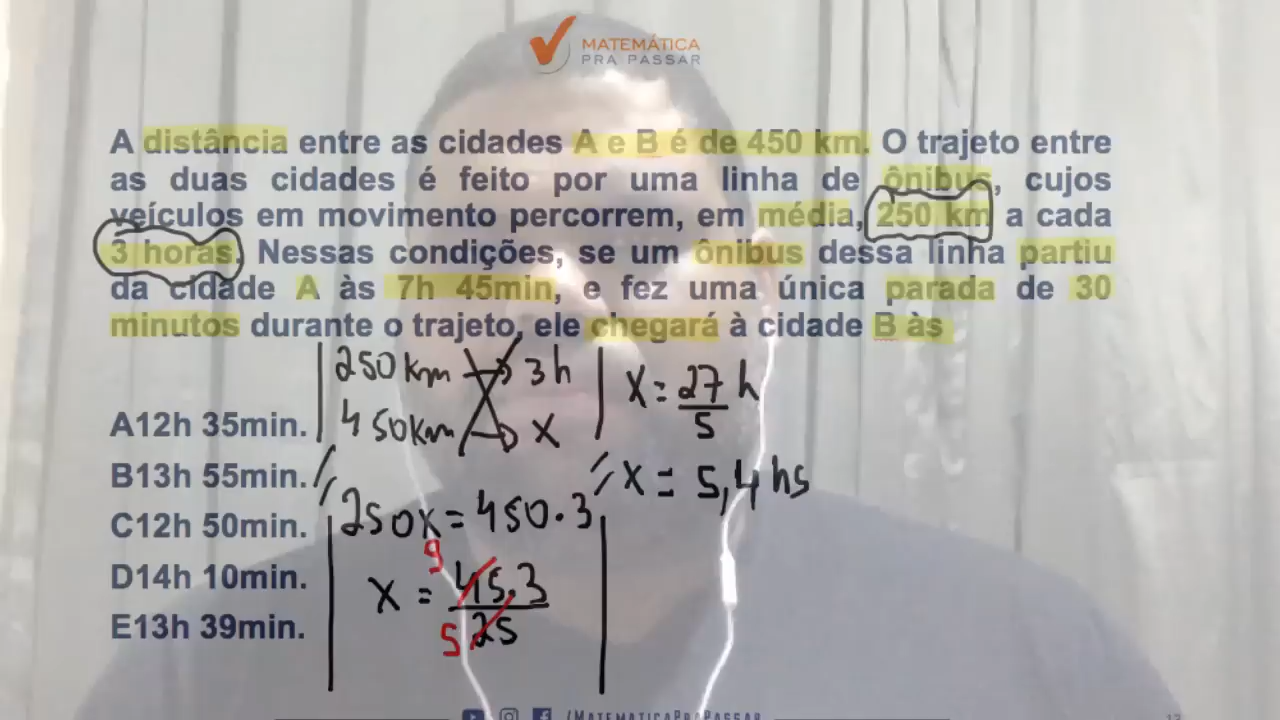 MATEMÁTICA
PRA PASSAR
A distância entre as cidades A e B é de 450 km. O trajeto entre
as duas cidades é feito por uma linha de ônibus, cujos
veículos em movimento percorrem, em média, 250 km a cada
3 horas. Nessas condições, se um ônibus dessa linha partiu
da cidade A às 7h 45min, e fez uma única parada de 30
minutos durante o trajeto, ele chegará à cidade B às
A12h 35min.
B13h 55min.
C12h 50min.
D14h 10min.
E13h 39min.
250 km 3h
450km x
250x = 450.3
x = 45.3
25
9
5
x = 27 h
5
x = 5,4 hs
/MATEMATICAPRAPASSAR